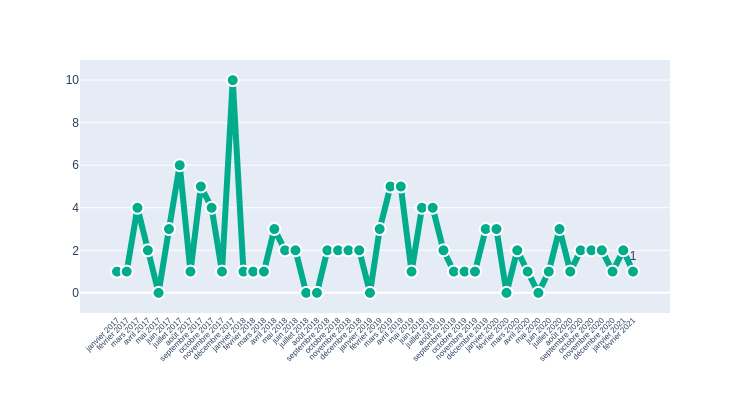 10
8
6
4
2
0
1
janvier 2017
février 2017
mars 2017
avril 2017
mai 2017
juin 2017
juillet 2017
août 2017
septembre 2017
octobre 2017
novembre 2017
décembre 2017
janvier 2018
février 2018
mars 2018
avril 2018
mai 2018
juin 2018
juillet 2018
août 2018
septembre 2018
octobre 2018
novembre 2018
décembre 2018
janvier 2019
février 2019
mars 2019
avril 2019
mai 2019
juin 2019
juillet 2019
août 2019
septembre 2019
octobre 2019
novembre 2019
décembre 2019
janvier 2020
février 2020
mars 2020
avril 2020
mai 2020
juin 2020
juillet 2020
août 2020
septembre 2020
octobre 2020
novembre 2020
décembre 2020
janvier 2021
février 2021